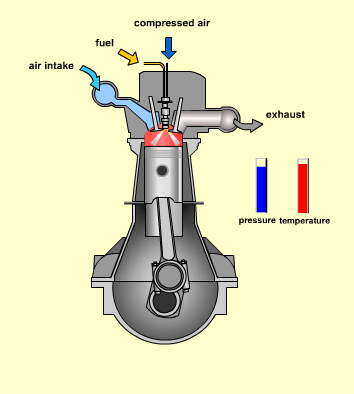 compressed air
fuel
air intake
exhaust
pressure temperature